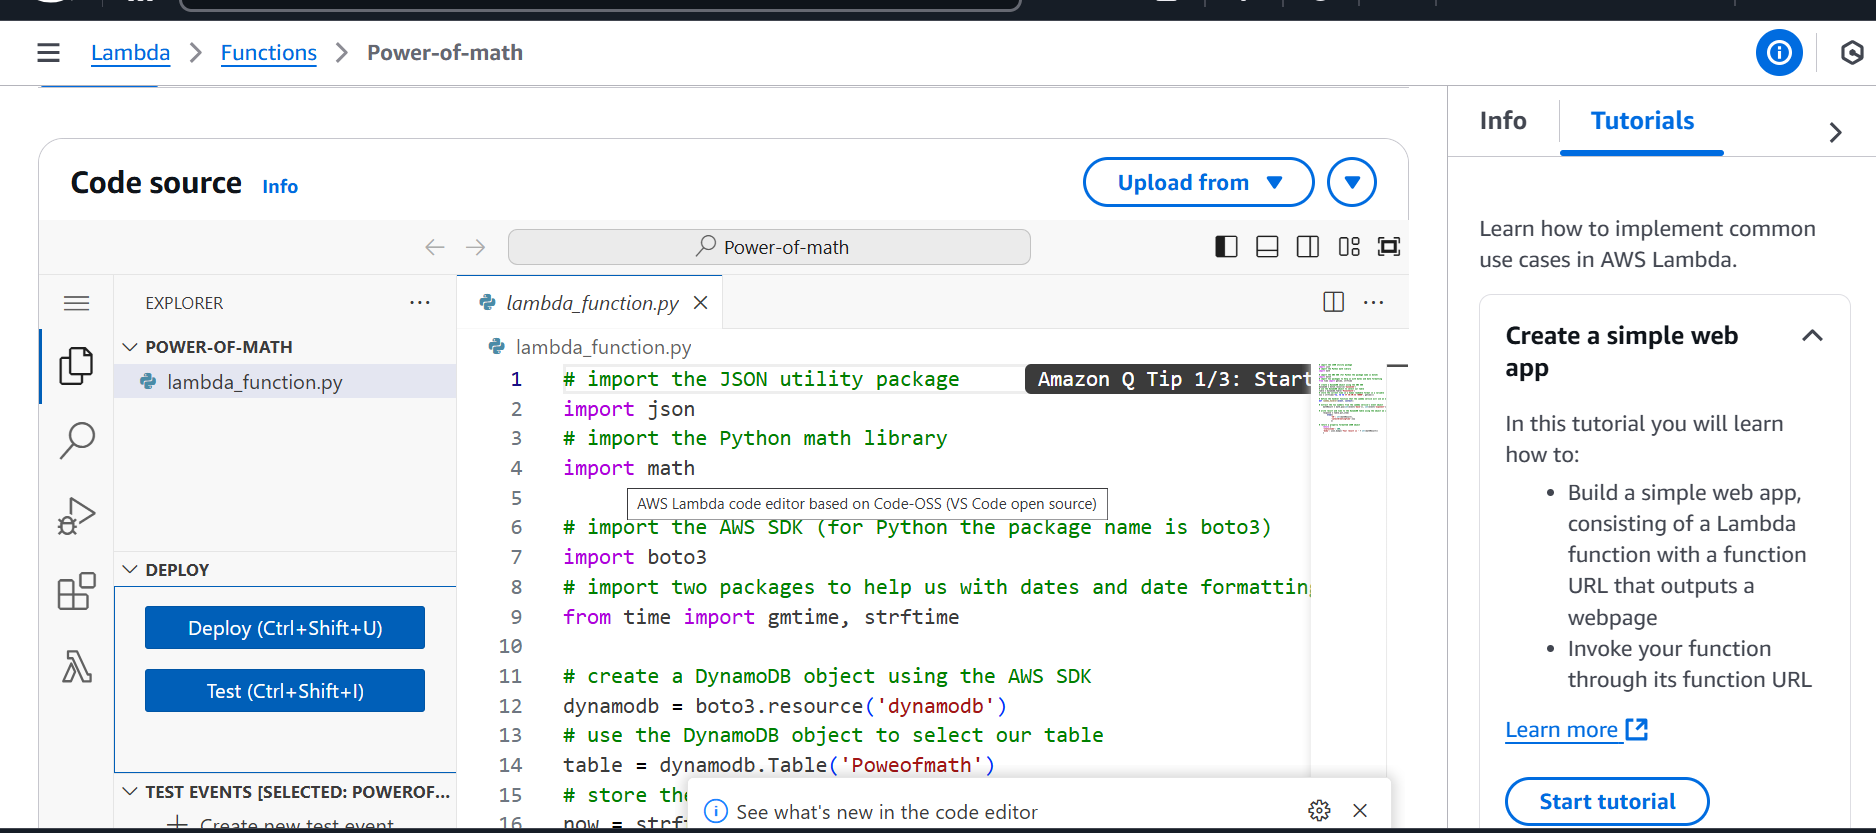 Lambda > Functions > Power-of-math
Info
Tutorials
Code source Info
Upload from
Power-of-math
EXPLORER
POWER-OF-MATH
lambda_function.py
DEPLOY
Deploy (Ctrl+Shift+U)
Test (Ctrl+Shift+I)
TEST EVENTS [SELECTED: POWEROF...
Create new test event
lambda_function.py
lambda_function.py
1 # import the JSON utility package
Amazon Q Tip 1/3: Start
2 import json
3 # import the Python math library
4 import math
5
AWS Lambda code editor based on Code-OSS (VS Code open source)
6 # import the AWS SDK (for Python the package name is boto3)
7 import boto3
8 # import two packages to help us with dates and date formatting
9 from time import gmtime, strftime
10
11 # create a DynamoDB object using the AWS SDK
12 dynamodb = boto3.resource('dynamodb')
13 # use the DynamoDB object to select our table
14 table = dynamodb.Table('Poweofmath')
15 # store the
16 now = strf
See what's new in the code editor
Learn how to implement common
use cases in AWS Lambda.
Create a simple web
app
In this tutorial you will learn
how to:
• Build a simple web app,
consisting of a Lambda
function with a function
URL that outputs a
webpage
• Invoke your function
through its function URL
Learn more
Start tutorial